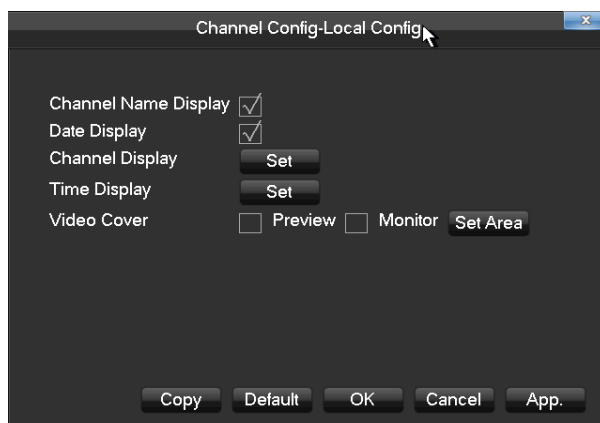 Channel Config-Local Config
Channel Name Display
Date Display
Channel Display Set
Time Display Set
Video Cover Preview Monitor Set Area
Copy Default OK Cancel App.